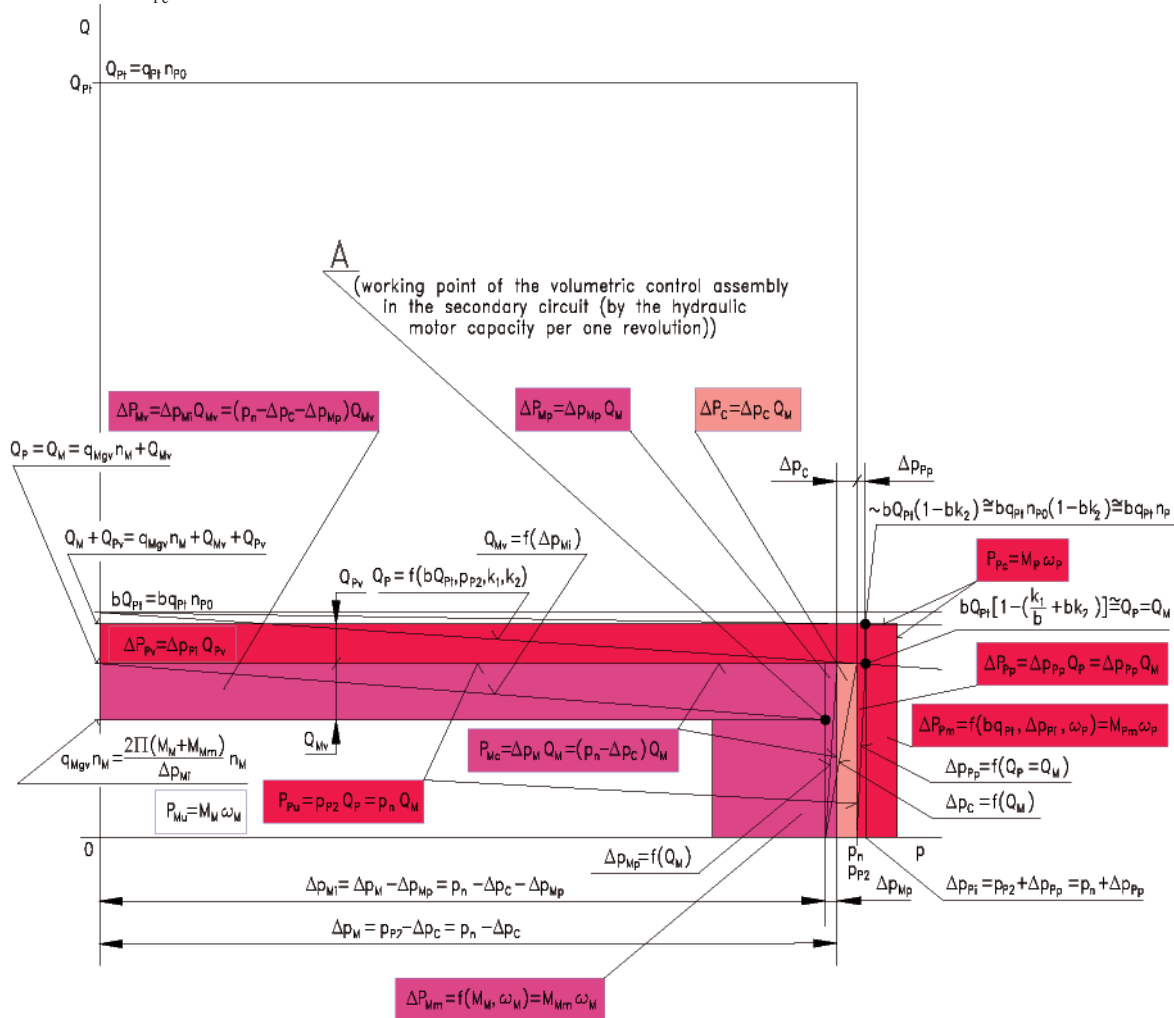 Q
Q_Pt = q_Pt n_P0
Q_Pt
A
(working point of the volumetric control assembly
in the secondary circuit (by the hydraulic
motor capacity per one revolution))
ΔP_Mv=Δp_Mi Q_Mv=(p_n−Δp_C−Δp_Mp)Q_Mv
ΔP_Mp=Δp_Mp Q_M
ΔP_C=Δp_C Q_M
Q_P = Q_M = q_Mgv n_M + Q_Mv
Δp_C
Δp_Pp
~bQ_Pt(1−bk_2)≅bq_Pt n_P0(1−bk_2)≅bq_Pt n_P
Q_M + Q_Pv = q_Mgv n_M + Q_Mv + Q_Pv
Q_Mv=f(Δp_Mi)
P_Pc=M_P ω_P
Q_Pv
Q_P = f(bQ_Pt, p_P2, k_1, k_2)
bQ_Pt = bq_Pt n_P0
bQ_Pt[1−(k_1/b + bk_2)]≅Q_P=Q_M
ΔP_Pv=Δp_Pi Q_Pv
ΔP_Pp=Δp_Pp Q_P=Δp_Pp Q_M
ΔP_Pm=f(bq_Pt, Δp_Pi, ω_P)=M_Pm ω_P
Q_Mv
P_Mc=Δp_M Q_M=(p_n−Δp_C)Q_M
q_Mgv n_M = 2Π(M_M+M_Mm)/Δp_Mi n_M
Δp_Pp=f(Q_P = Q_M)
P_Pu = p_P2 Q_P = p_n Q_M
P_Mu=M_M ω_M
Δp_C = f(Q_M)
0
Δp_Mp=f(Q_M)
p_n
p
p_P2
Δp_Mi= Δp_M − Δp_Mp = p_n − Δp_C − Δp_Mp
Δp_Mp
Δp_Pi = p_P2 + Δp_Pp = p_n + Δp_Pp
Δp_M = p_P2 − Δp_C = p_n − Δp_C
ΔP_Mm=f(M_M, ω_M)=M_Mm ω_M